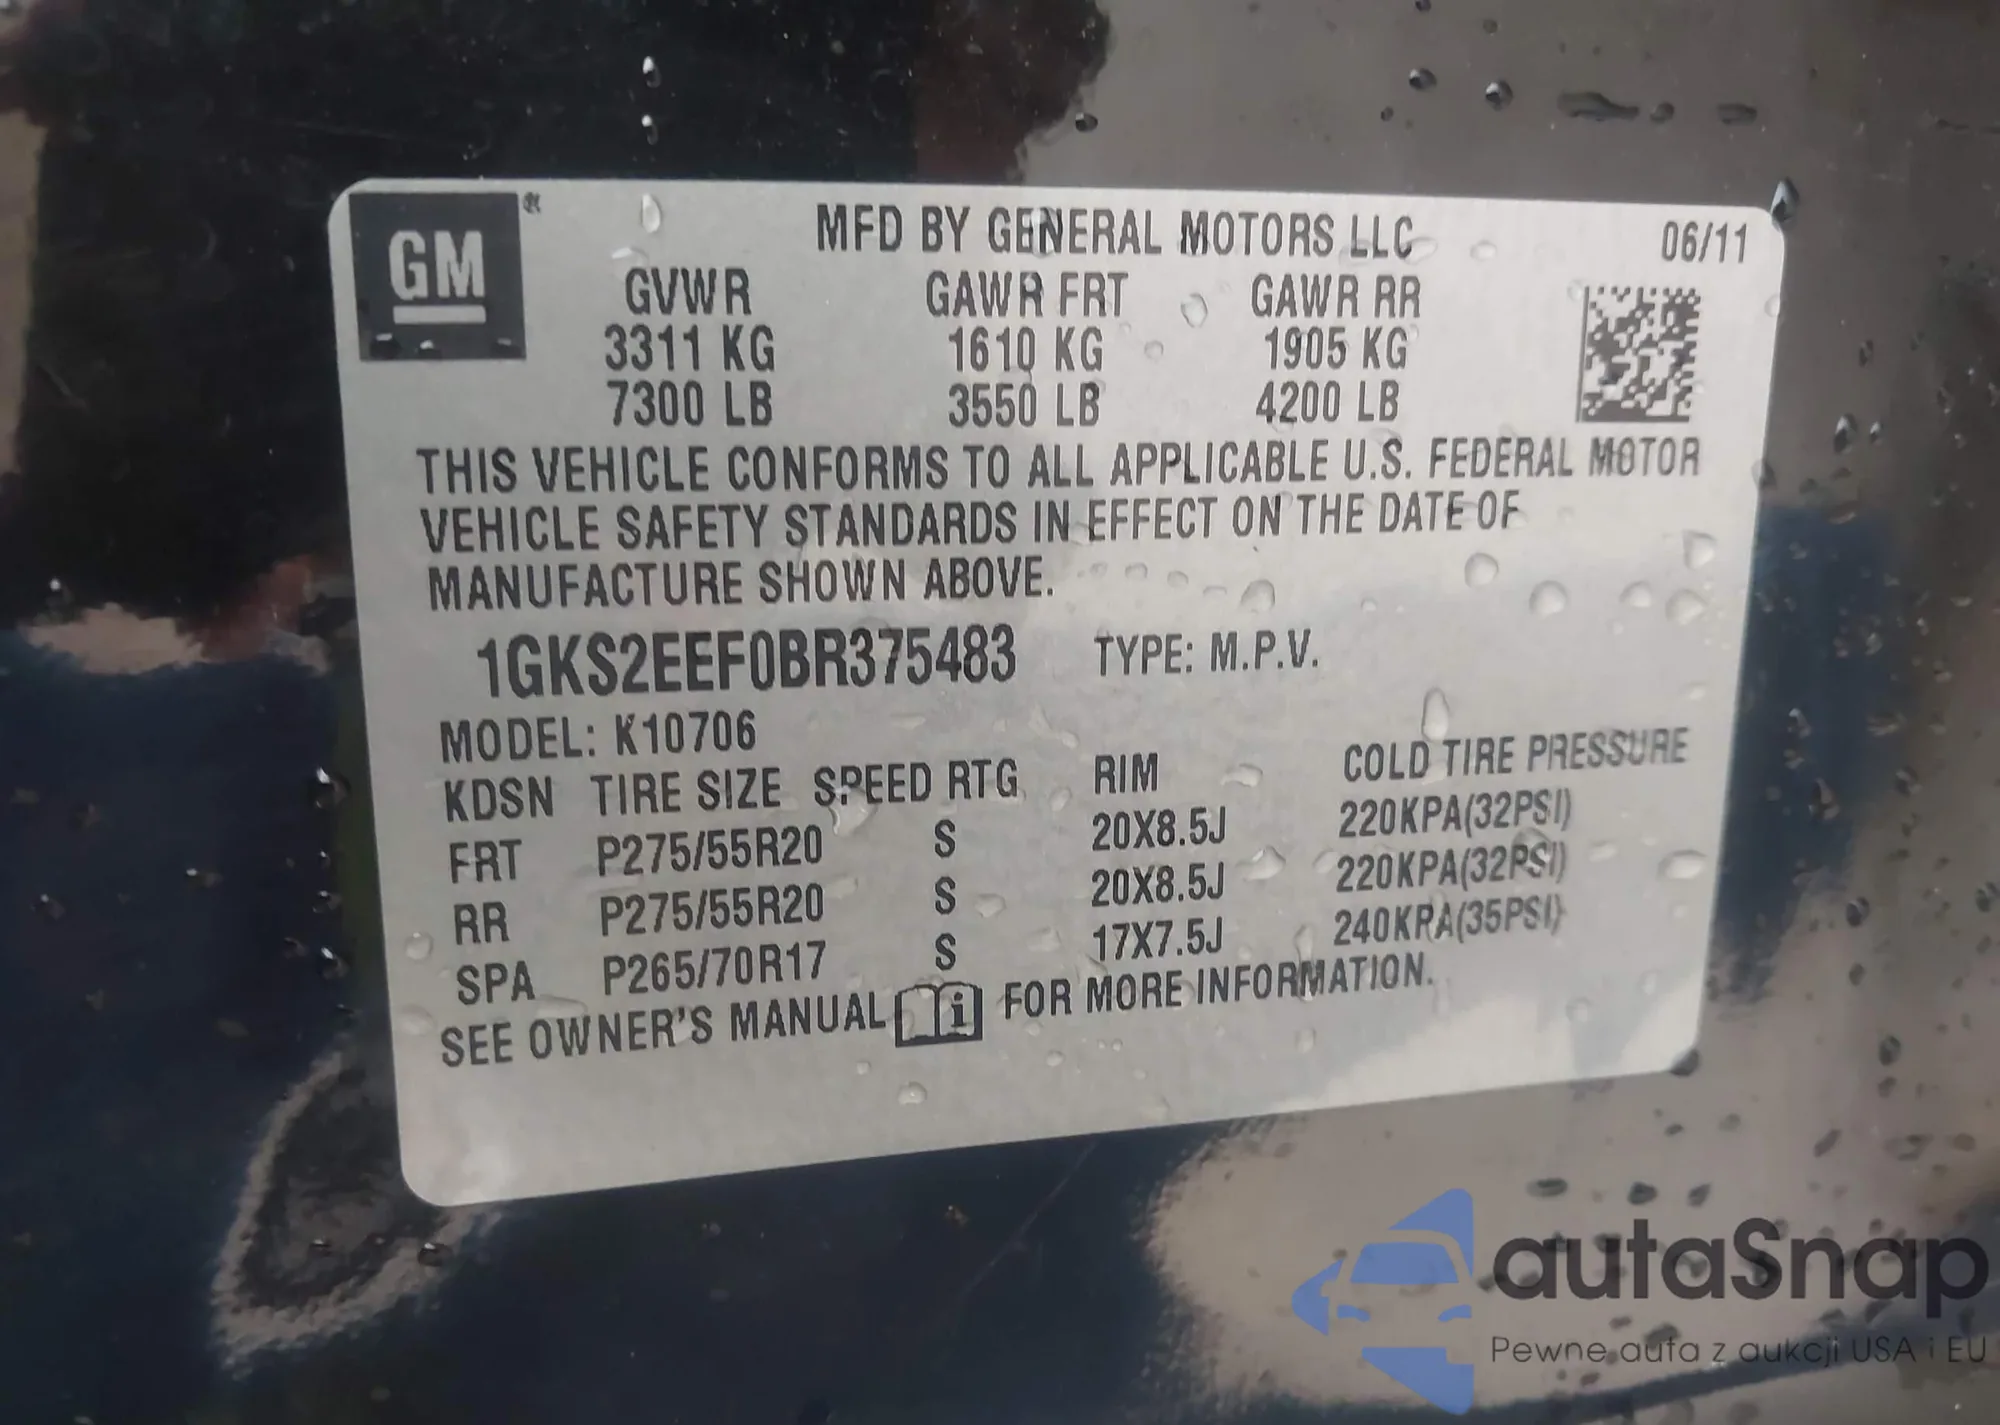 GM ®
MFD BY GENERAL MOTORS LLC 06/11
GVWR GAWR FRT GAWR RR
3311 KG 1610 KG 1905 KG
7300 LB 3550 LB 4200 LB
THIS VEHICLE CONFORMS TO ALL APPLICABLE U.S. FEDERAL MOTOR
VEHICLE SAFETY STANDARDS IN EFFECT ON THE DATE OF
MANUFACTURE SHOWN ABOVE.
1GKS2EEF0BR375483 TYPE: M.P.V.
MODEL: K10706
KDSN TIRE SIZE SPEED RTG RIM COLD TIRE PRESSURE
FRT P275/55R20 S 20X8.5J 220KPA(32PSI)
RR P275/55R20 S 20X8.5J 220KPA(32PSI)
SPA P265/70R17 S 17X7.5J 240KPA(35PSI)
SEE OWNER'S MANUAL i FOR MORE INFORMATION.
autaSnap
Pewne auta z aukcji USA i EU